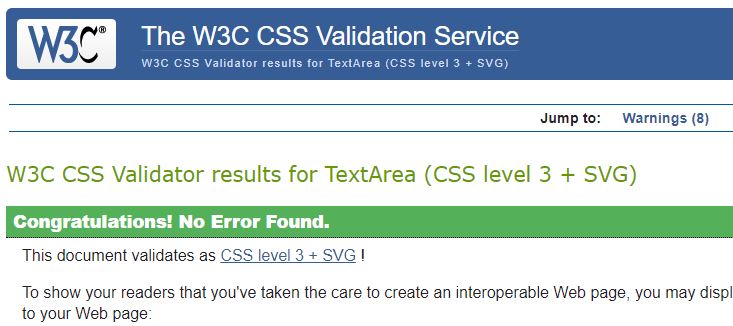 W3C®
The W3C CSS Validation Service
W3C CSS Validator results for TextArea (CSS level 3 + SVG)
Jump to: Warnings (8)
W3C CSS Validator results for TextArea (CSS level 3 + SVG)
Congratulations! No Error Found.
This document validates as CSS level 3 + SVG !
To show your readers that you've taken the care to create an interoperable Web page, you may displ
to your Web page: